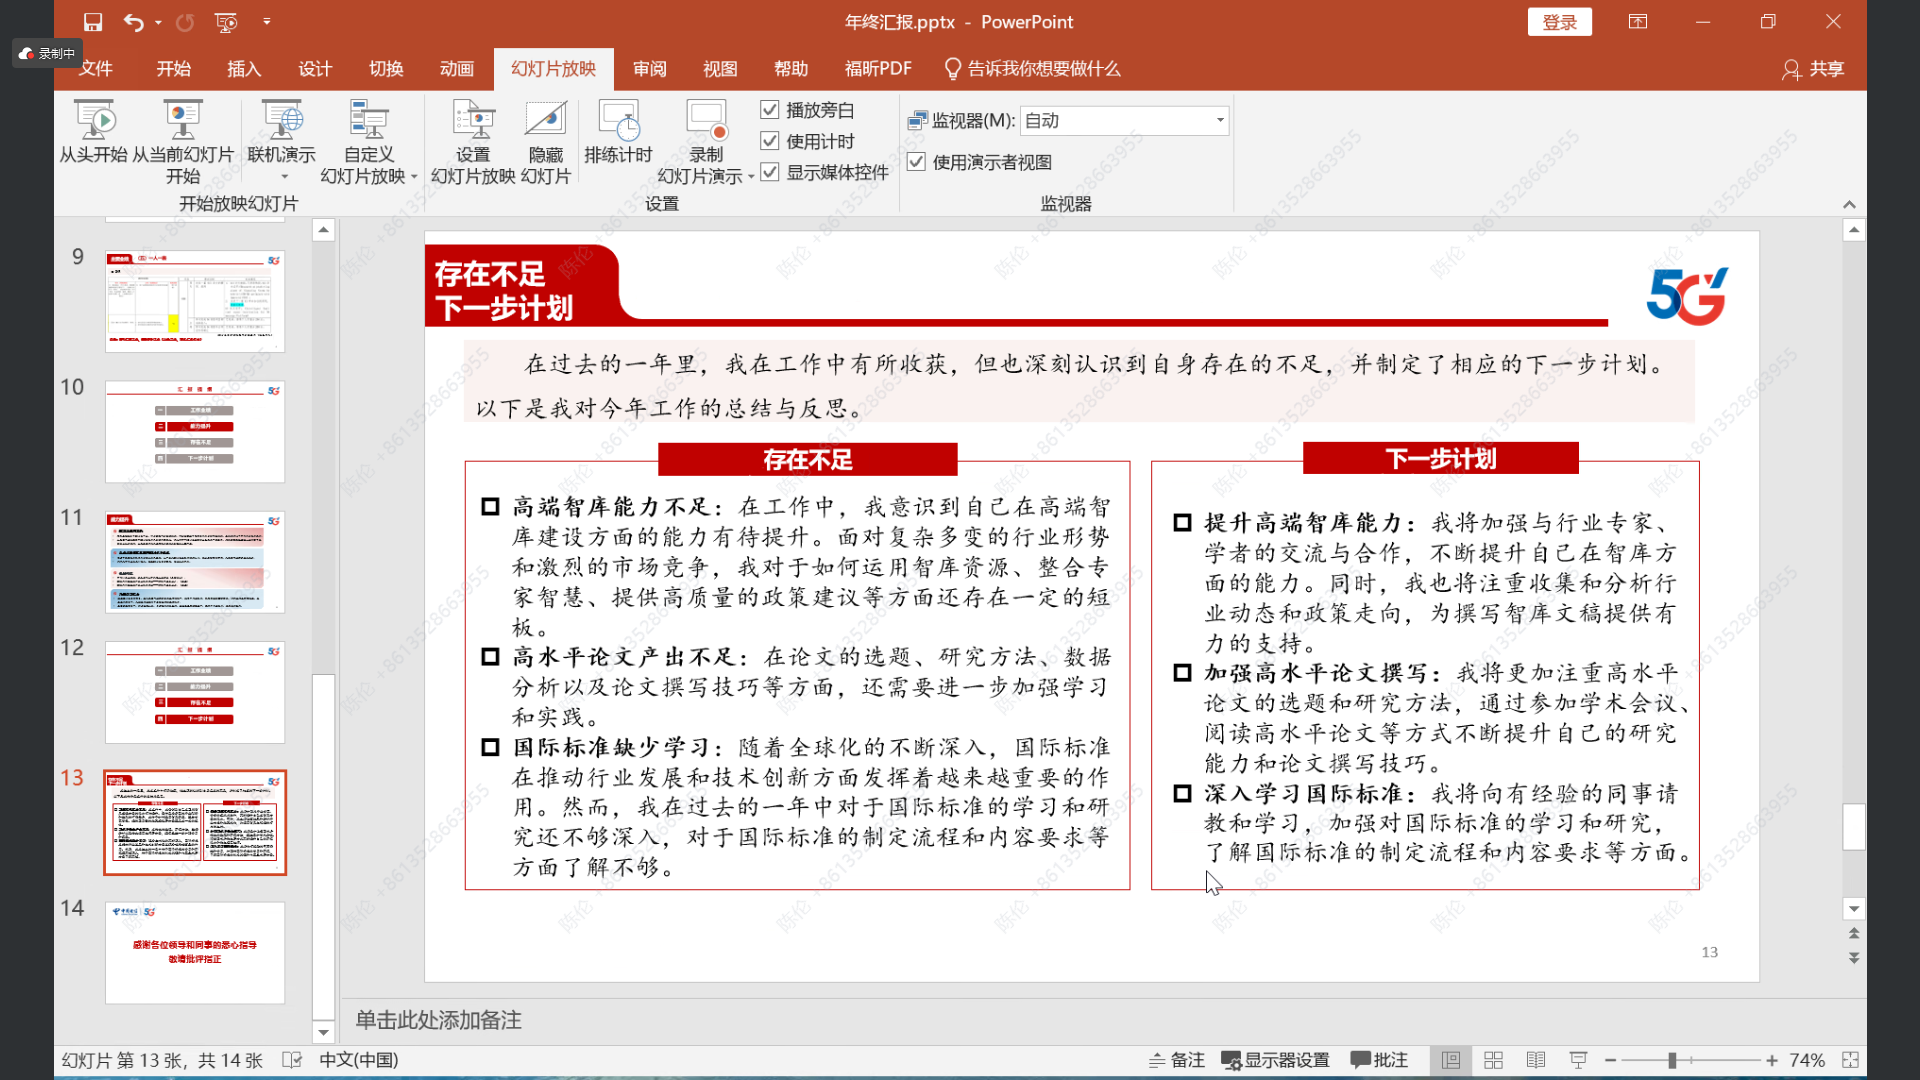 年终汇报.pptx - PowerPoint
登录
录制中
文件 开始 插入 设计 切换 动画 幻灯片放映 审阅 视图 帮助 福昕PDF 告诉我你想要做什么 共享
从头开始 从当前幻灯片开始 联机演示 自定义幻灯片放映 设置幻灯片放映 隐藏幻灯片 排练计时 录制幻灯片演示
播放旁白
使用计时
显示媒体控件
监视器(M): 自动
使用演示者视图
开始放映幻灯片 设置 监视器
9
10
11
12
13
14
感谢各位领导和同事的悉心指导
敬请批评指正
存在不足
下一步计划
5G
在过去的一年里，我在工作中有所收获，但也深刻认识到自身存在的不足，并制定了相应的下一步计划。
以下是我对今年工作的总结与反思。
存在不足
高端智库能力不足：在工作中，我意识到自己在高端智
库建设方面的能力有待提升。面对复杂多变的行业形势
和激烈的市场竞争，我对于如何运用智库资源、整合专
家智慧、提供高质量的政策建议等方面还存在一定的短
板。
高水平论文产出不足：在论文的选题、研究方法、数据
分析以及论文撰写技巧等方面，还需要进一步加强学习
和实践。
国际标准缺少学习：随着全球化的不断深入，国际标准
在推动行业发展和技术创新方面发挥着越来越重要的作
用。然而，我在过去的一年中对于国际标准的学习和研
究还不够深入，对于国际标准的制定流程和内容要求等
方面了解不够。
下一步计划
提升高端智库能力：我将加强与行业专家、
学者的交流与合作，不断提升自己在智库方
面的能力。同时，我也将注重收集和分析行
业动态和政策走向，为撰写智库文稿提供有
力的支持。
加强高水平论文撰写：我将更加注重高水平
论文的选题和研究方法，通过参加学术会议、
阅读高水平论文等方式不断提升自己的研究
能力和论文撰写技巧。
深入学习国际标准：我将向有经验的同事请
教和学习，加强对国际标准的学习和研究，
了解国际标准的制定流程和内容要求等方面。
13
陈伦 +8613528663955
单击此处添加备注
幻灯片 第 13 张，共 14 张 中文(中国) 备注 显示器设置 批注 74%